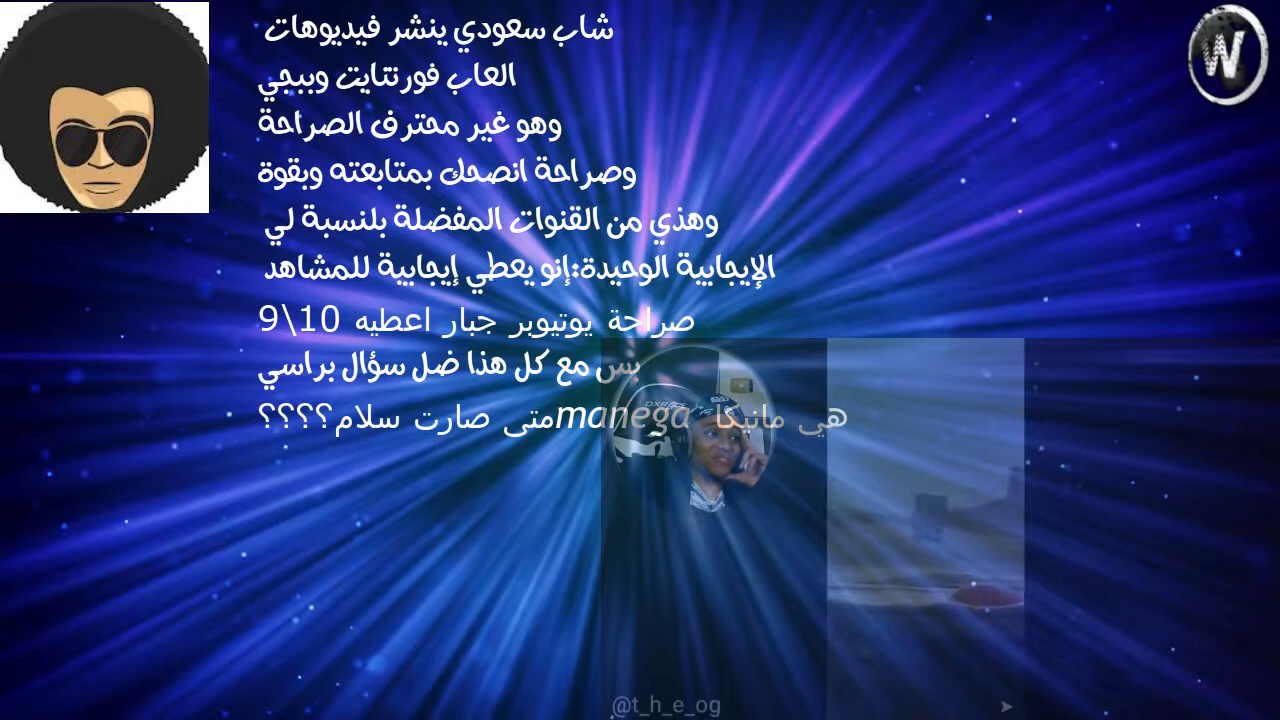 شاب سعودي ينشر فيديوهات
العاب فورتنايت وببجي
وهو غير محترف الصراحة
وصراحة انصحك بمتابعته وبقوة
وهذي من القنوات المفضلة بلنسبة لي
الإيجابية الوحيدة:إنو يعطي إيجابية للمشاهد
صراحة يوتيوبر جبار اعطيه 10\9
بس مع كل هذا ضل سؤال براسي
هي مانيكا manegaمتى صارت سلام؟؟؟؟
W
@t_h_e_og